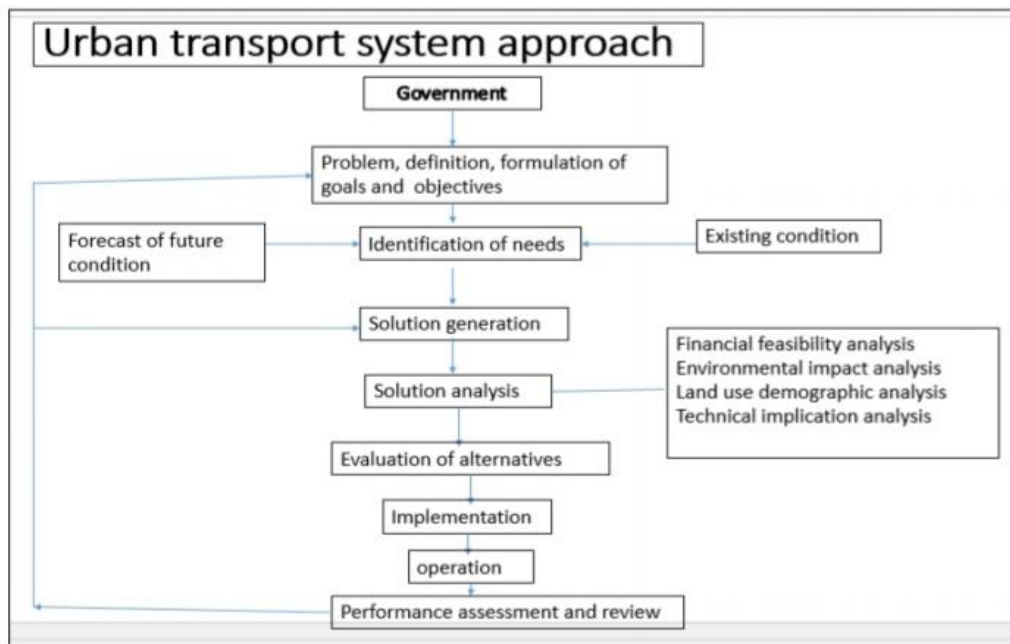 Urban transport system approach
Government
Problem, definition, formulation of
goals and objectives
Forecast of future
condition
Identification of needs
Existing condition
Solution generation
Financial feasibility analysis
Environmental impact analysis
Land use demographic analysis
Technical implication analysis
Solution analysis
Evaluation of alternatives
Implementation
operation
Performance assessment and review